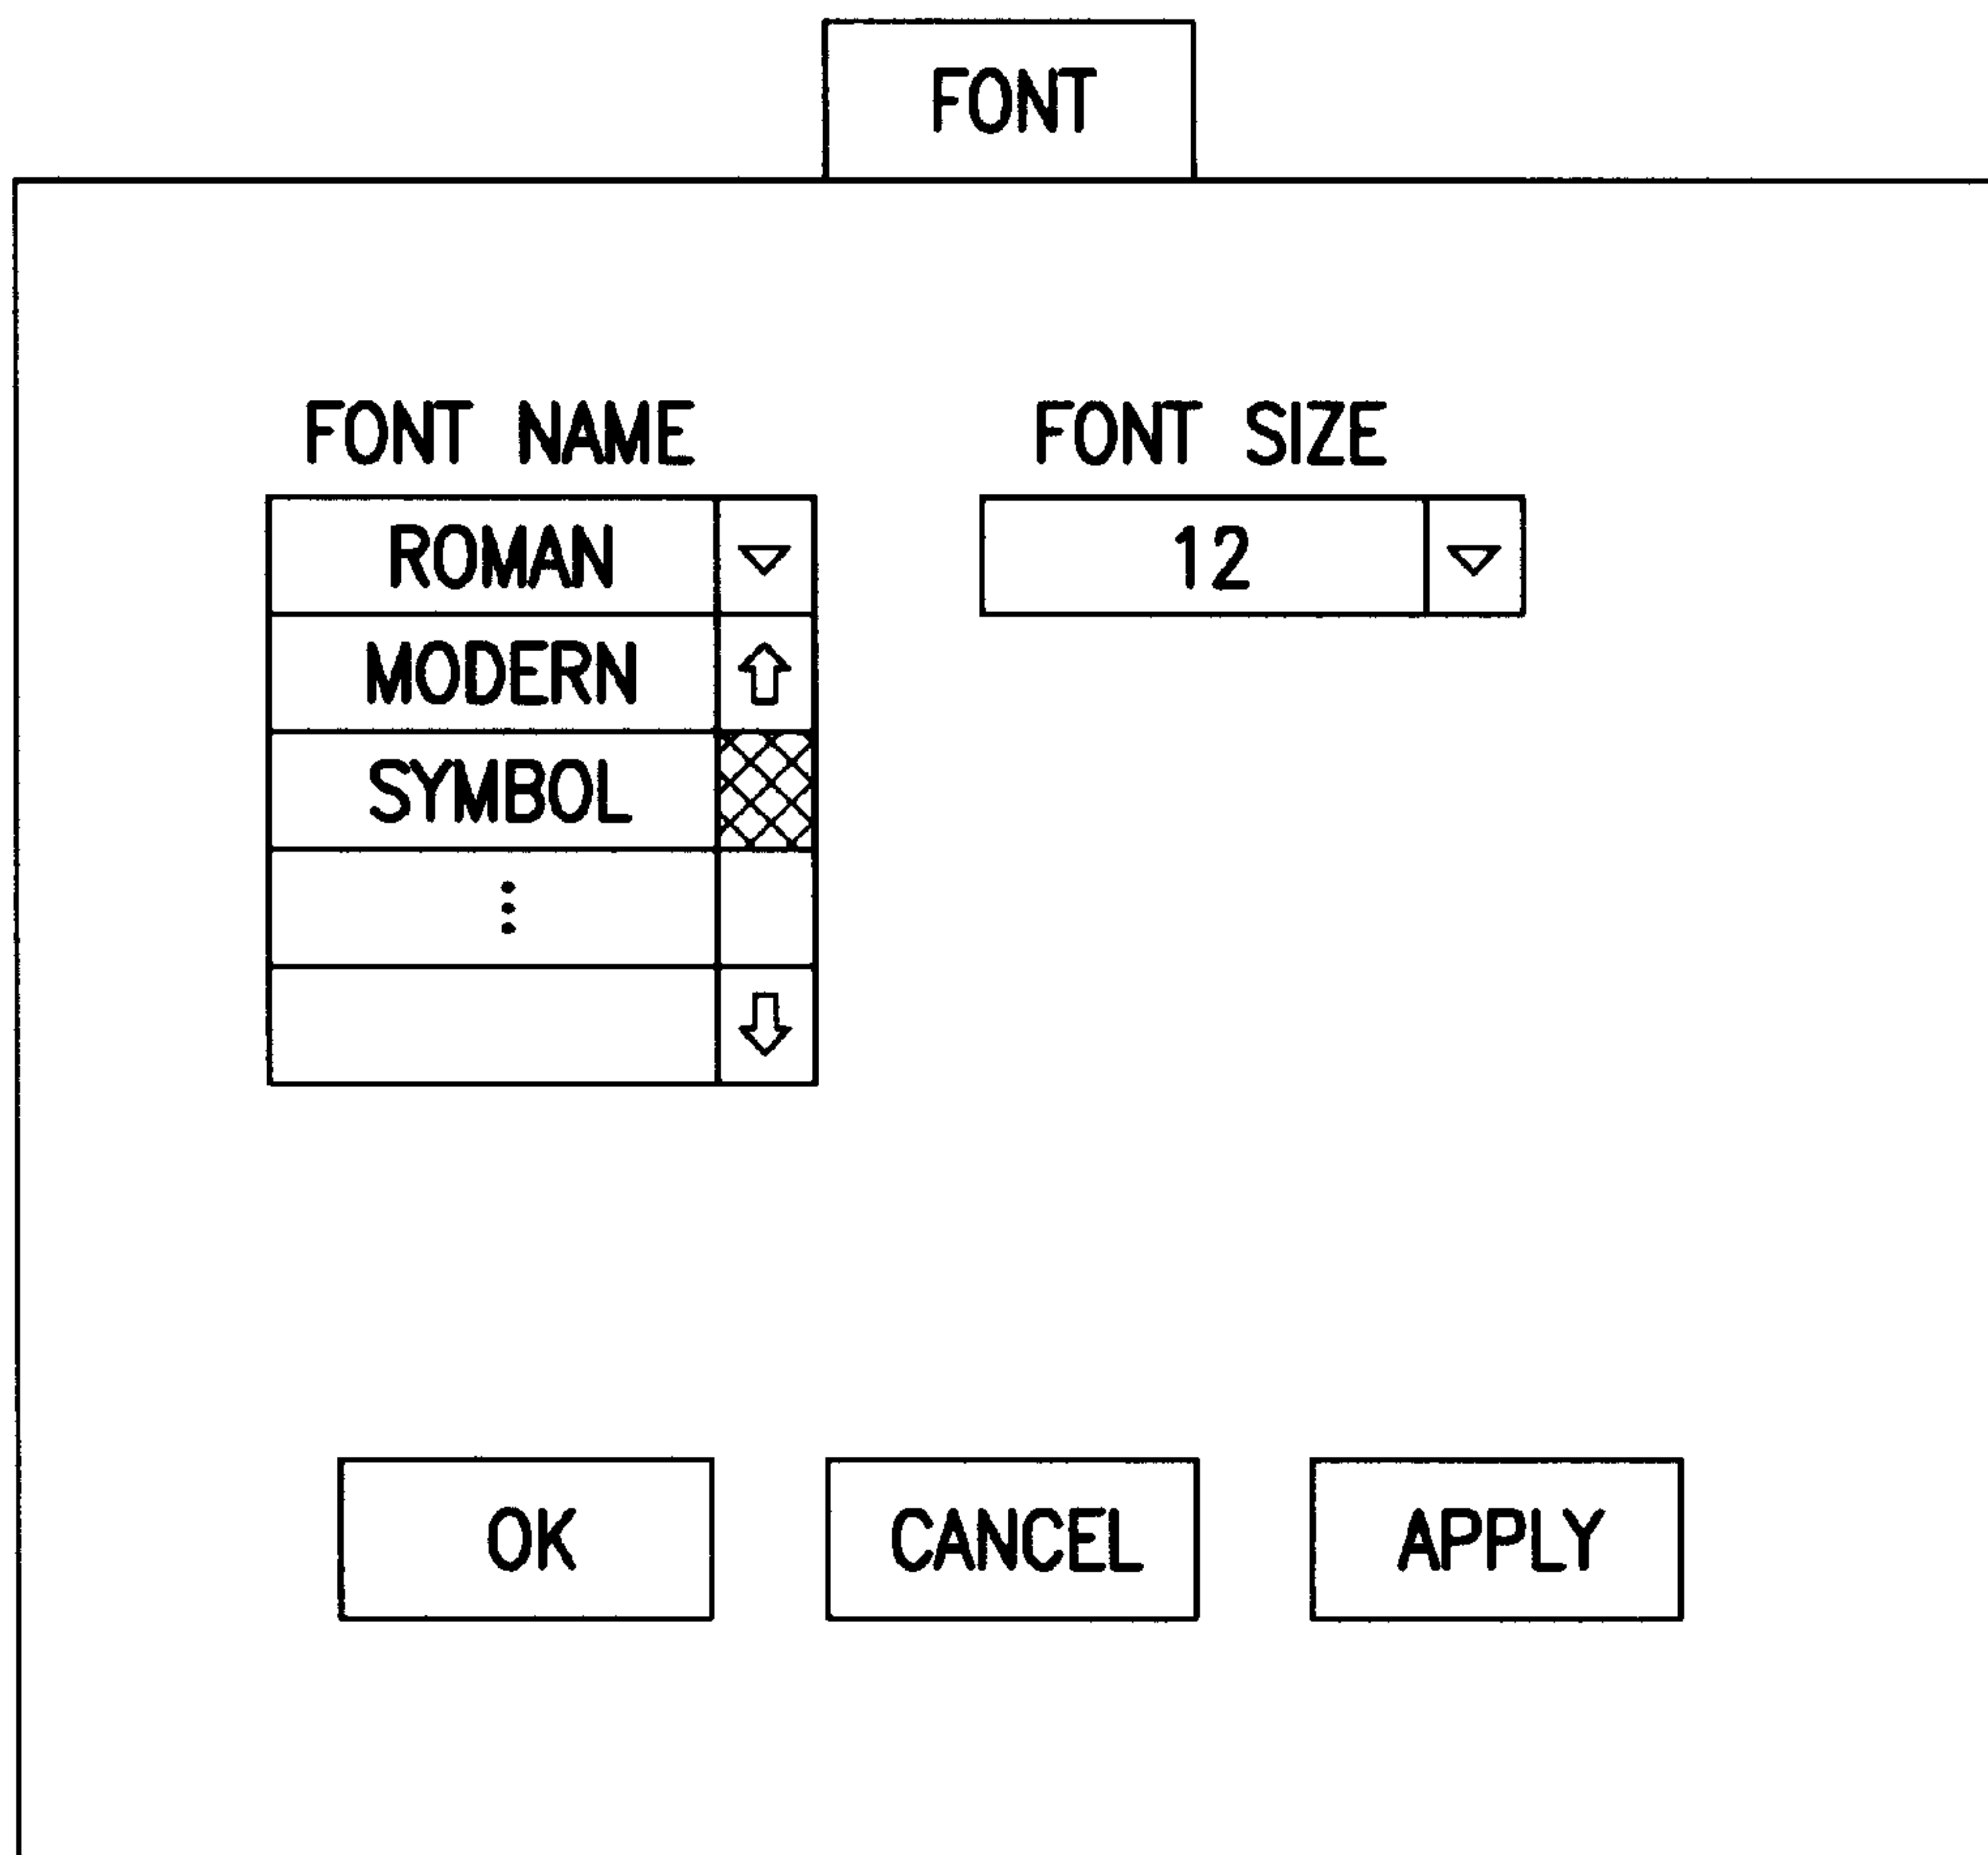 FONT
FONT NAME
FONT SIZE
ROMAN
12
MODERN
SYMBOL
OK
CANCEL
APPLY